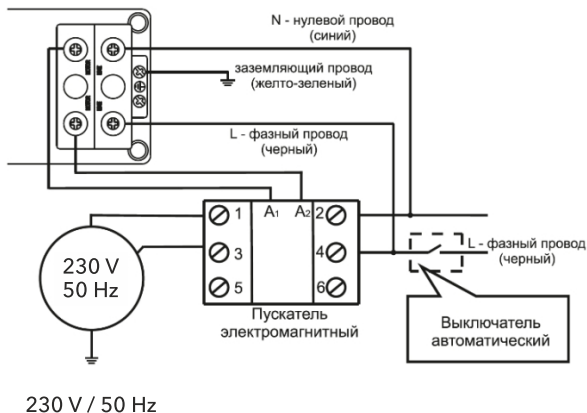 N - нулевой провод
(синий)
заземляющий провод
(желто-зеленый)
L - фазный провод
(черный)
1 A1 A2 2
3 4
5 6
L - фазный провод
(черный)
230 V
50 Hz
Пускатель
электромагнитный
Выключатель
автоматический
230 V / 50 Hz